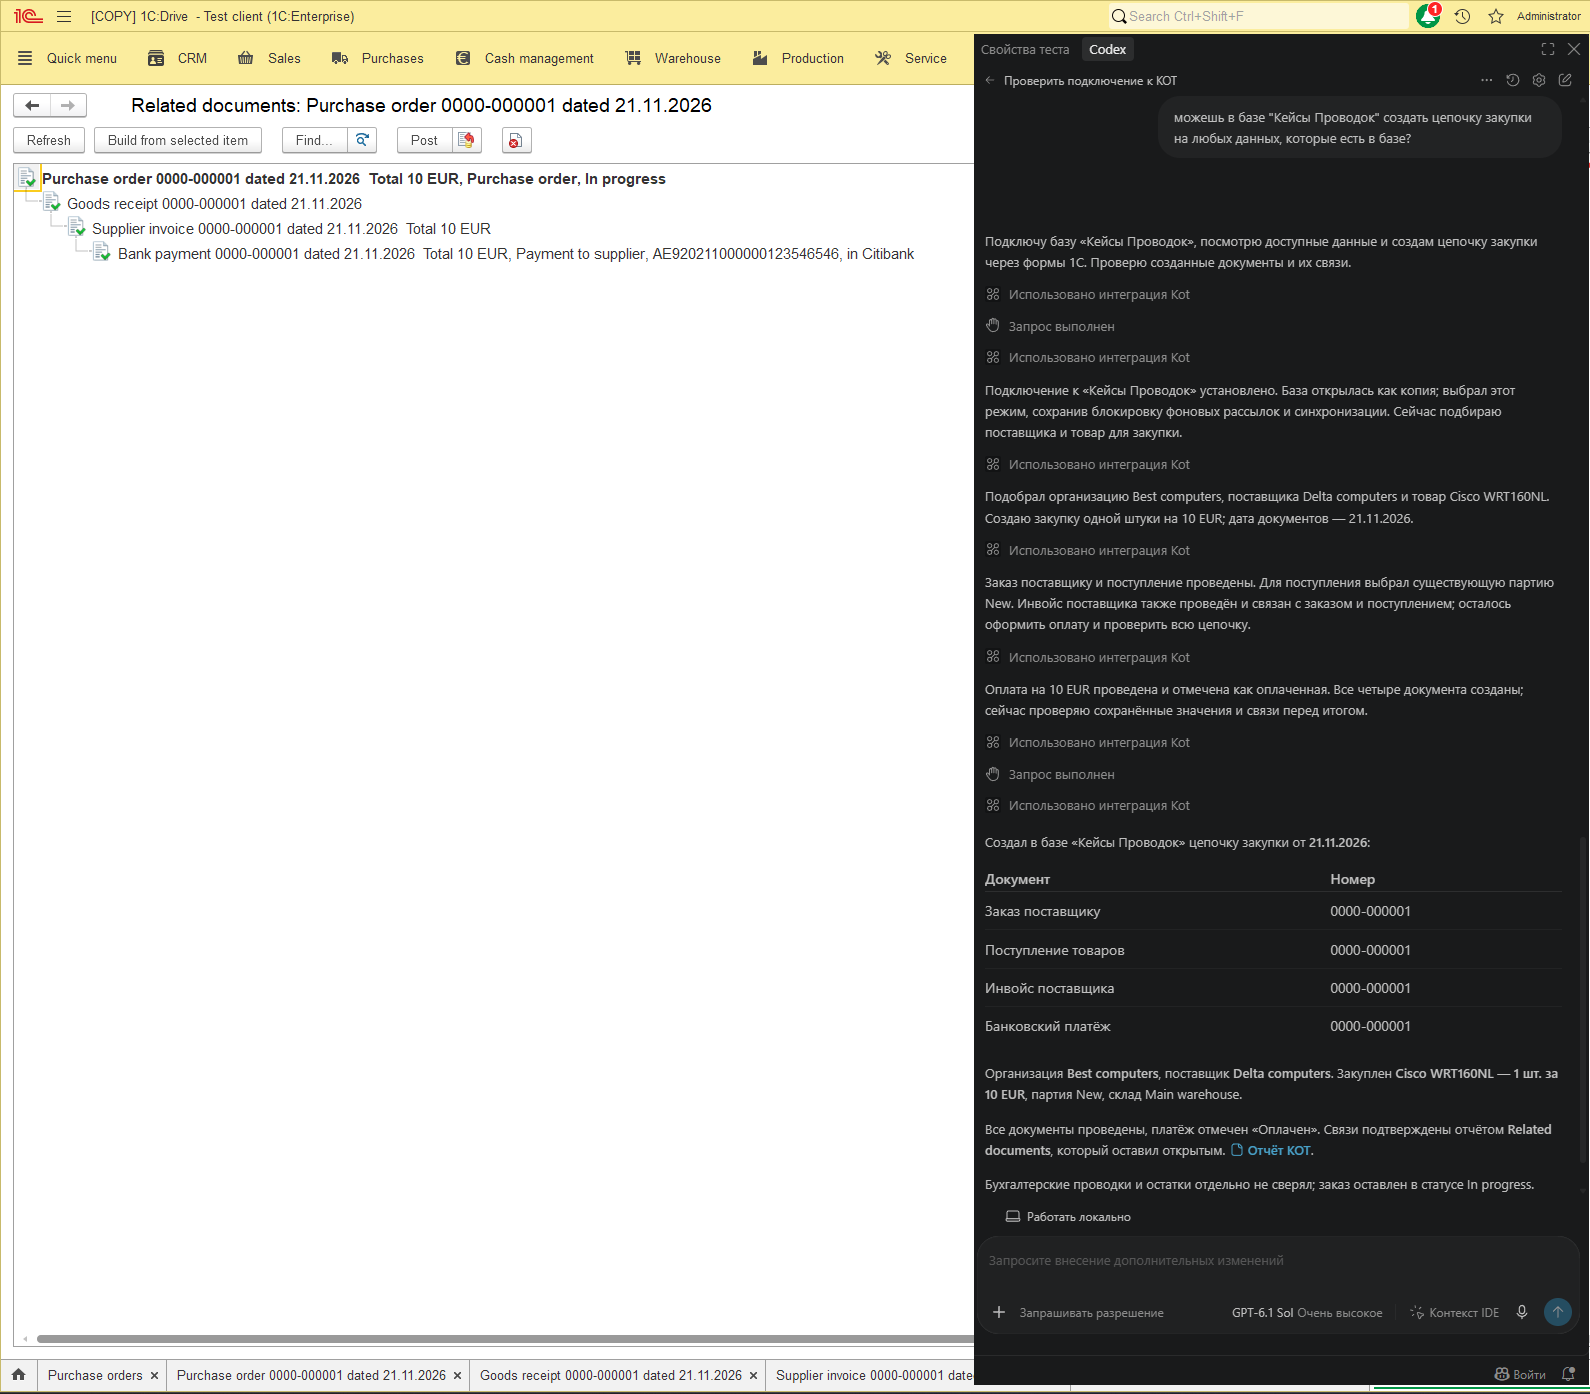 [COPY] 1C:Drive - Test client (1C:Enterprise)
Search Ctrl+Shift+F
1
Administrator
Quick menu
CRM
Sales
Purchases
Cash management
Warehouse
Production
Service
Related documents: Purchase order 0000-000001 dated 21.11.2026
Refresh
Build from selected item
Find...
Post
Purchase order 0000-000001 dated 21.11.2026 Total 10 EUR, Purchase order, In progress
Goods receipt 0000-000001 dated 21.11.2026
Supplier invoice 0000-000001 dated 21.11.2026 Total 10 EUR
Bank payment 0000-000001 dated 21.11.2026 Total 10 EUR, Payment to supplier, AE920211000000123546546, in Citibank
Purchase orders
Purchase order 0000-000001 dated 21.11.2026
Goods receipt 0000-000001 dated 21.11.2026
Supplier invoice 0000-000001 date
Свойства теста
Codex
Проверить подключение к КОТ
можешь в базе "Кейсы Проводок" создать цепочку закупки
на любых данных, которые есть в базе?
Подключу базу «Кейсы Проводок», посмотрю доступные данные и создам цепочку закупки
через формы 1С. Проверю созданные документы и их связи.
Использовано интеграция Kot
Запрос выполнен
Использовано интеграция Kot
Подключение к «Кейсы Проводок» установлено. База открылась как копия; выбрал этот
режим, сохранив блокировку фоновых рассылок и синхронизации. Сейчас подбираю
поставщика и товар для закупки.
Использовано интеграция Kot
Подобрал организацию Best computers, поставщика Delta computers и товар Cisco WRT160NL.
Создаю закупку одной штуки на 10 EUR; дата документов — 21.11.2026.
Использовано интеграция Kot
Заказ поставщику и поступление проведены. Для поступления выбрал существующую партию
New. Инвойс поставщика также проведён и связан с заказом и поступлением; осталось
оформить оплату и проверить всю цепочку.
Использовано интеграция Kot
Оплата на 10 EUR проведена и отмечена как оплаченная. Все четыре документа созданы;
сейчас проверяю сохранённые значения и связи перед итогом.
Использовано интеграция Kot
Запрос выполнен
Использовано интеграция Kot
Создал в базе «Кейсы Проводок» цепочку закупки от 21.11.2026:
Документ Номер
Заказ поставщику 0000-000001
Поступление товаров 0000-000001
Инвойс поставщика 0000-000001
Банковский платёж 0000-000001
Организация Best computers, поставщик Delta computers. Закуплен Cisco WRT160NL — 1 шт. за
10 EUR, партия New, склад Main warehouse.
Все документы проведены, платёж отмечен «Оплачен». Связи подтверждены отчётом Related
documents, который оставил открытым. Отчёт КОТ.
Бухгалтерские проводки и остатки отдельно не сверял; заказ оставлен в статусе In progress.
Работать локально
Запросите внесение дополнительных изменений
Запрашивать разрешение
GPT-6.1 Sol Очень высокое
Контекст IDE
Войти